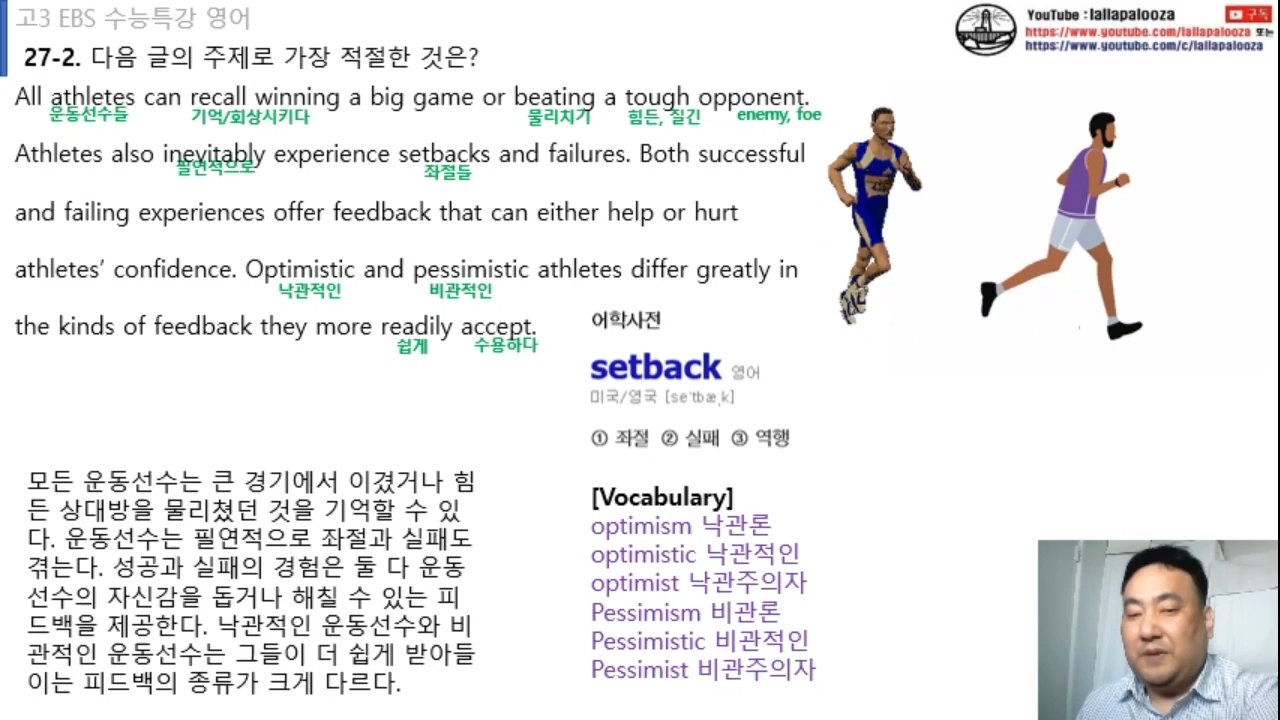 고3 EBS 수능특강 영어
YouTube : lallapalooza 구독
https://www.youtube.com/lallapalooza 또는
https://www.youtube.com/c/lallapalooza
27-2. 다음 글의 주제로 가장 적절한 것은?
All athletes can recall winning a big game or beating a tough opponent.
운동선수들 기억/회상시키다 물리치기 힘든, 질긴 enemy, foe
Athletes also inevitably experience setbacks and failures. Both successful
필연적으로 좌절들
and failing experiences offer feedback that can either help or hurt
athletes’ confidence. Optimistic and pessimistic athletes differ greatly in
낙관적인 비관적인
the kinds of feedback they more readily accept.
쉽게 수용하다
어학사전
setback 영어
미국/영국 [seˈtbæˌk]
① 좌절 ② 실패 ③ 역행
모든 운동선수는 큰 경기에서 이겼거나 힘
든 상대방을 물리쳤던 것을 기억할 수 있
다. 운동선수는 필연적으로 좌절과 실패도
겪는다. 성공과 실패의 경험은 둘 다 운동
선수의 자신감을 돕거나 해칠 수 있는 피
드백을 제공한다. 낙관적인 운동선수와 비
관적인 운동선수는 그들이 더 쉽게 받아들
이는 피드백의 종류가 크게 다르다.
[Vocabulary]
optimism 낙관론
optimistic 낙관적인
optimist 낙관주의자
Pessimism 비관론
Pessimistic 비관적인
Pessimist 비관주의자